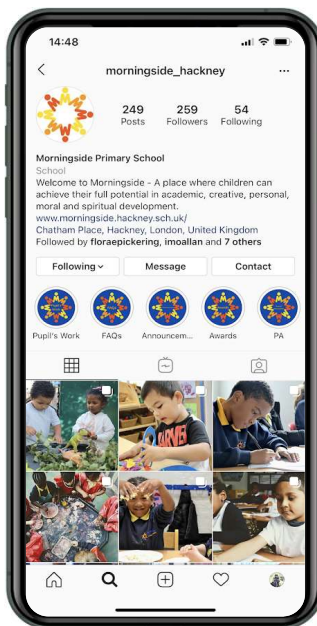 14:48
morningside_hackney
...
249 259 54
Posts Followers Following
Morningside Primary School
School
Welcome to Morningside - A place where children can
achieve their full potential in academic, creative, personal,
moral and spiritual development.
www.morningside.hackney.sch.uk/
Chatham Place, Hackney, London, United Kingdom
Followed by floraepickering, imoallan and 7 others
Following Message Contact
Pupil's Work FAQs Announcem... Awards PA
MARVEL